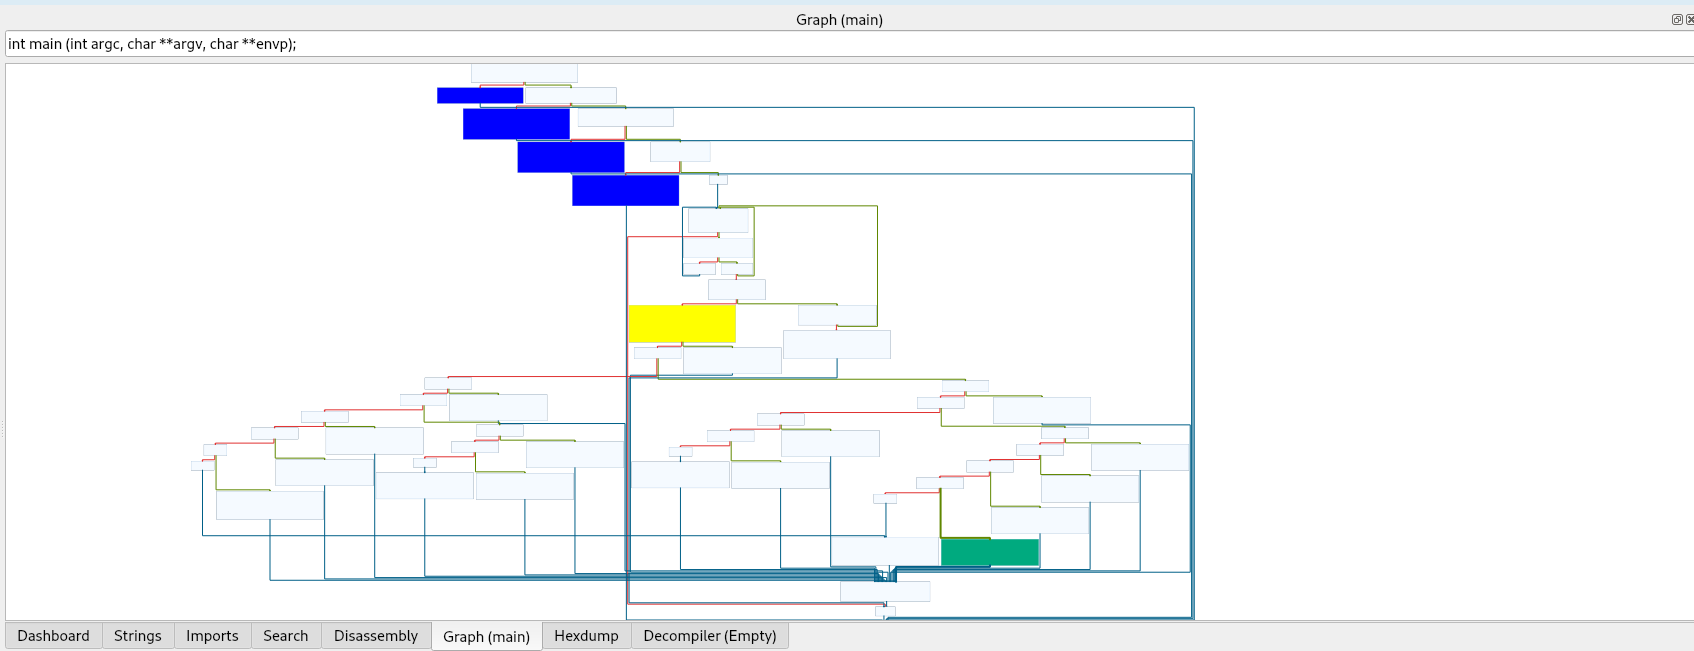 Graph (main)
int main (int argc, char **argv, char **envp);
Dashboard Strings Imports Search Disassembly Graph (main) Hexdump Decompiler (Empty)